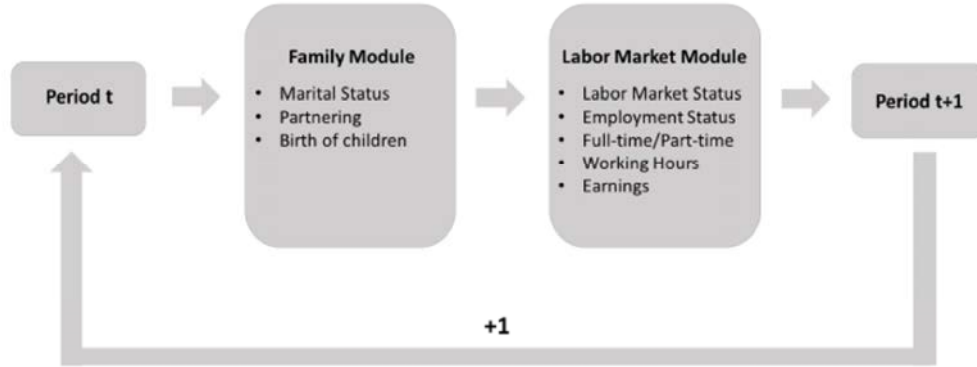 Period t
Family Module
• Marital Status
• Partnering
• Birth of children
Labor Market Module
• Labor Market Status
• Employment Status
• Full-time/Part-time
• Working Hours
• Earnings
Period t+1
+1